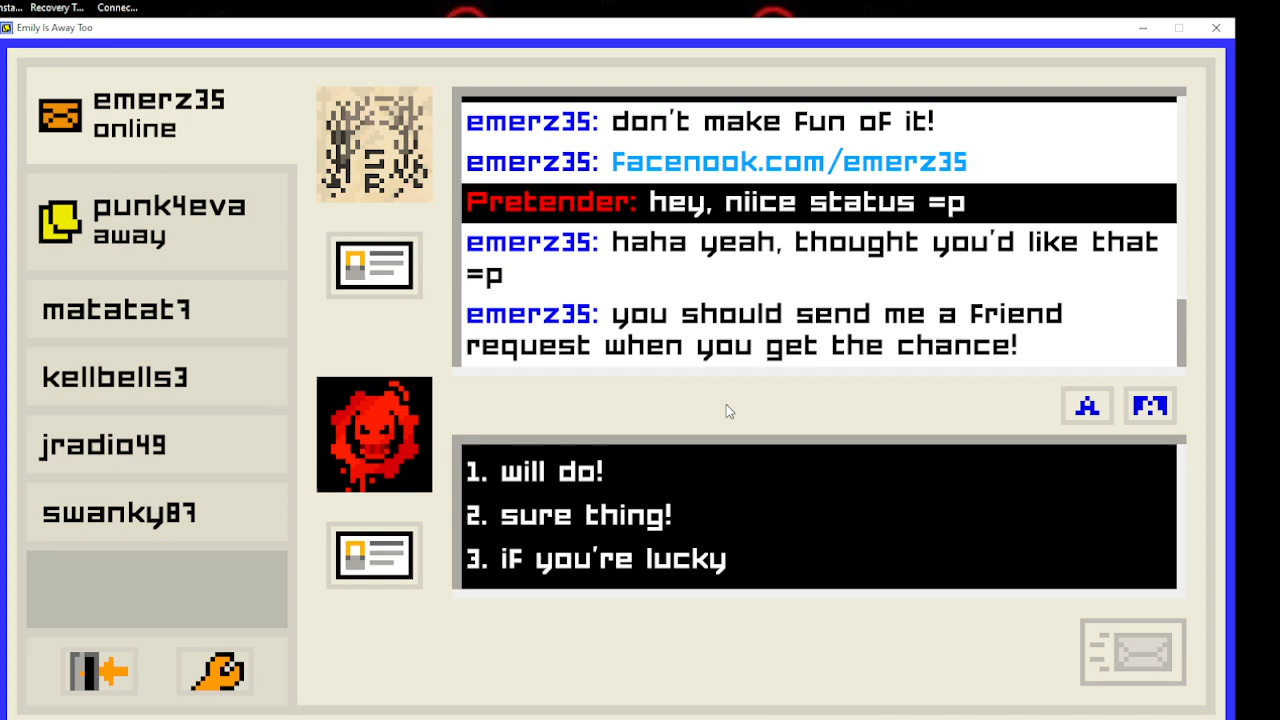 nsta... Recovery T... Connec...
Emily Is Away Too
emerz35
online
punk4eva
away
matatat7
kellbells3
jradio49
swanky87
S
R
emerz35: don't make fun of it!
emerz35: Facenook.com/emerz35
Pretender: hey, niice status =p
emerz35: haha yeah, thought you'd like that
=p
emerz35: you should send me a friend
request when you get the chance!
A
1. will do!
2. sure thing!
3. if you're lucky